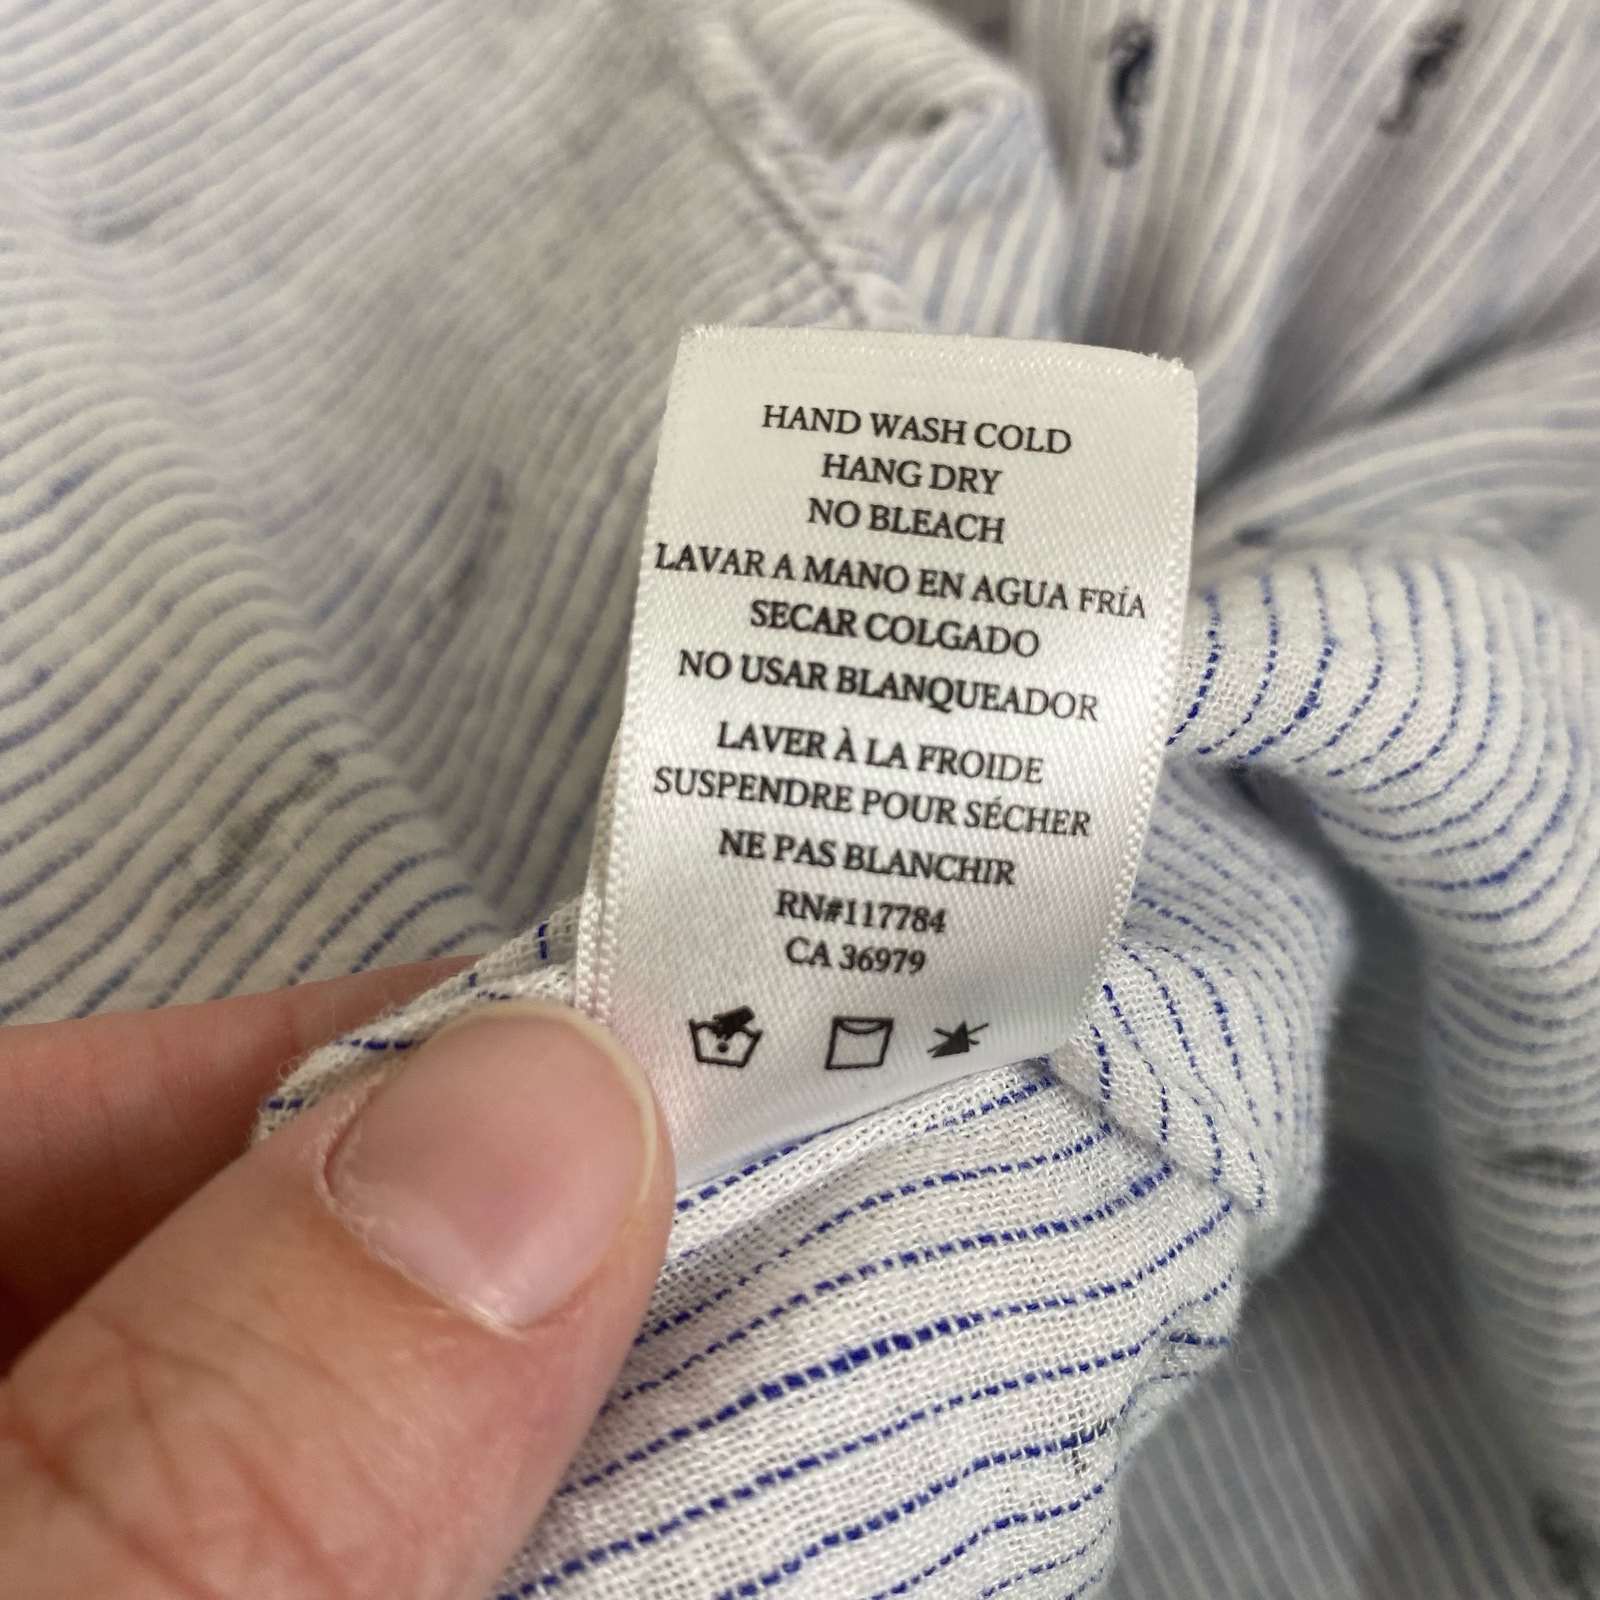 HAND WASH COLD
HANG DRY
NO BLEACH
LAVAR A MANO EN AGUA FRÍA
SECAR COLGADO
NO USAR BLANQUEADOR
LAVER À LA FROIDE
SUSPENDRE POUR SÉCHER
NE PAS BLANCHIR
RN#117784
CA 36979